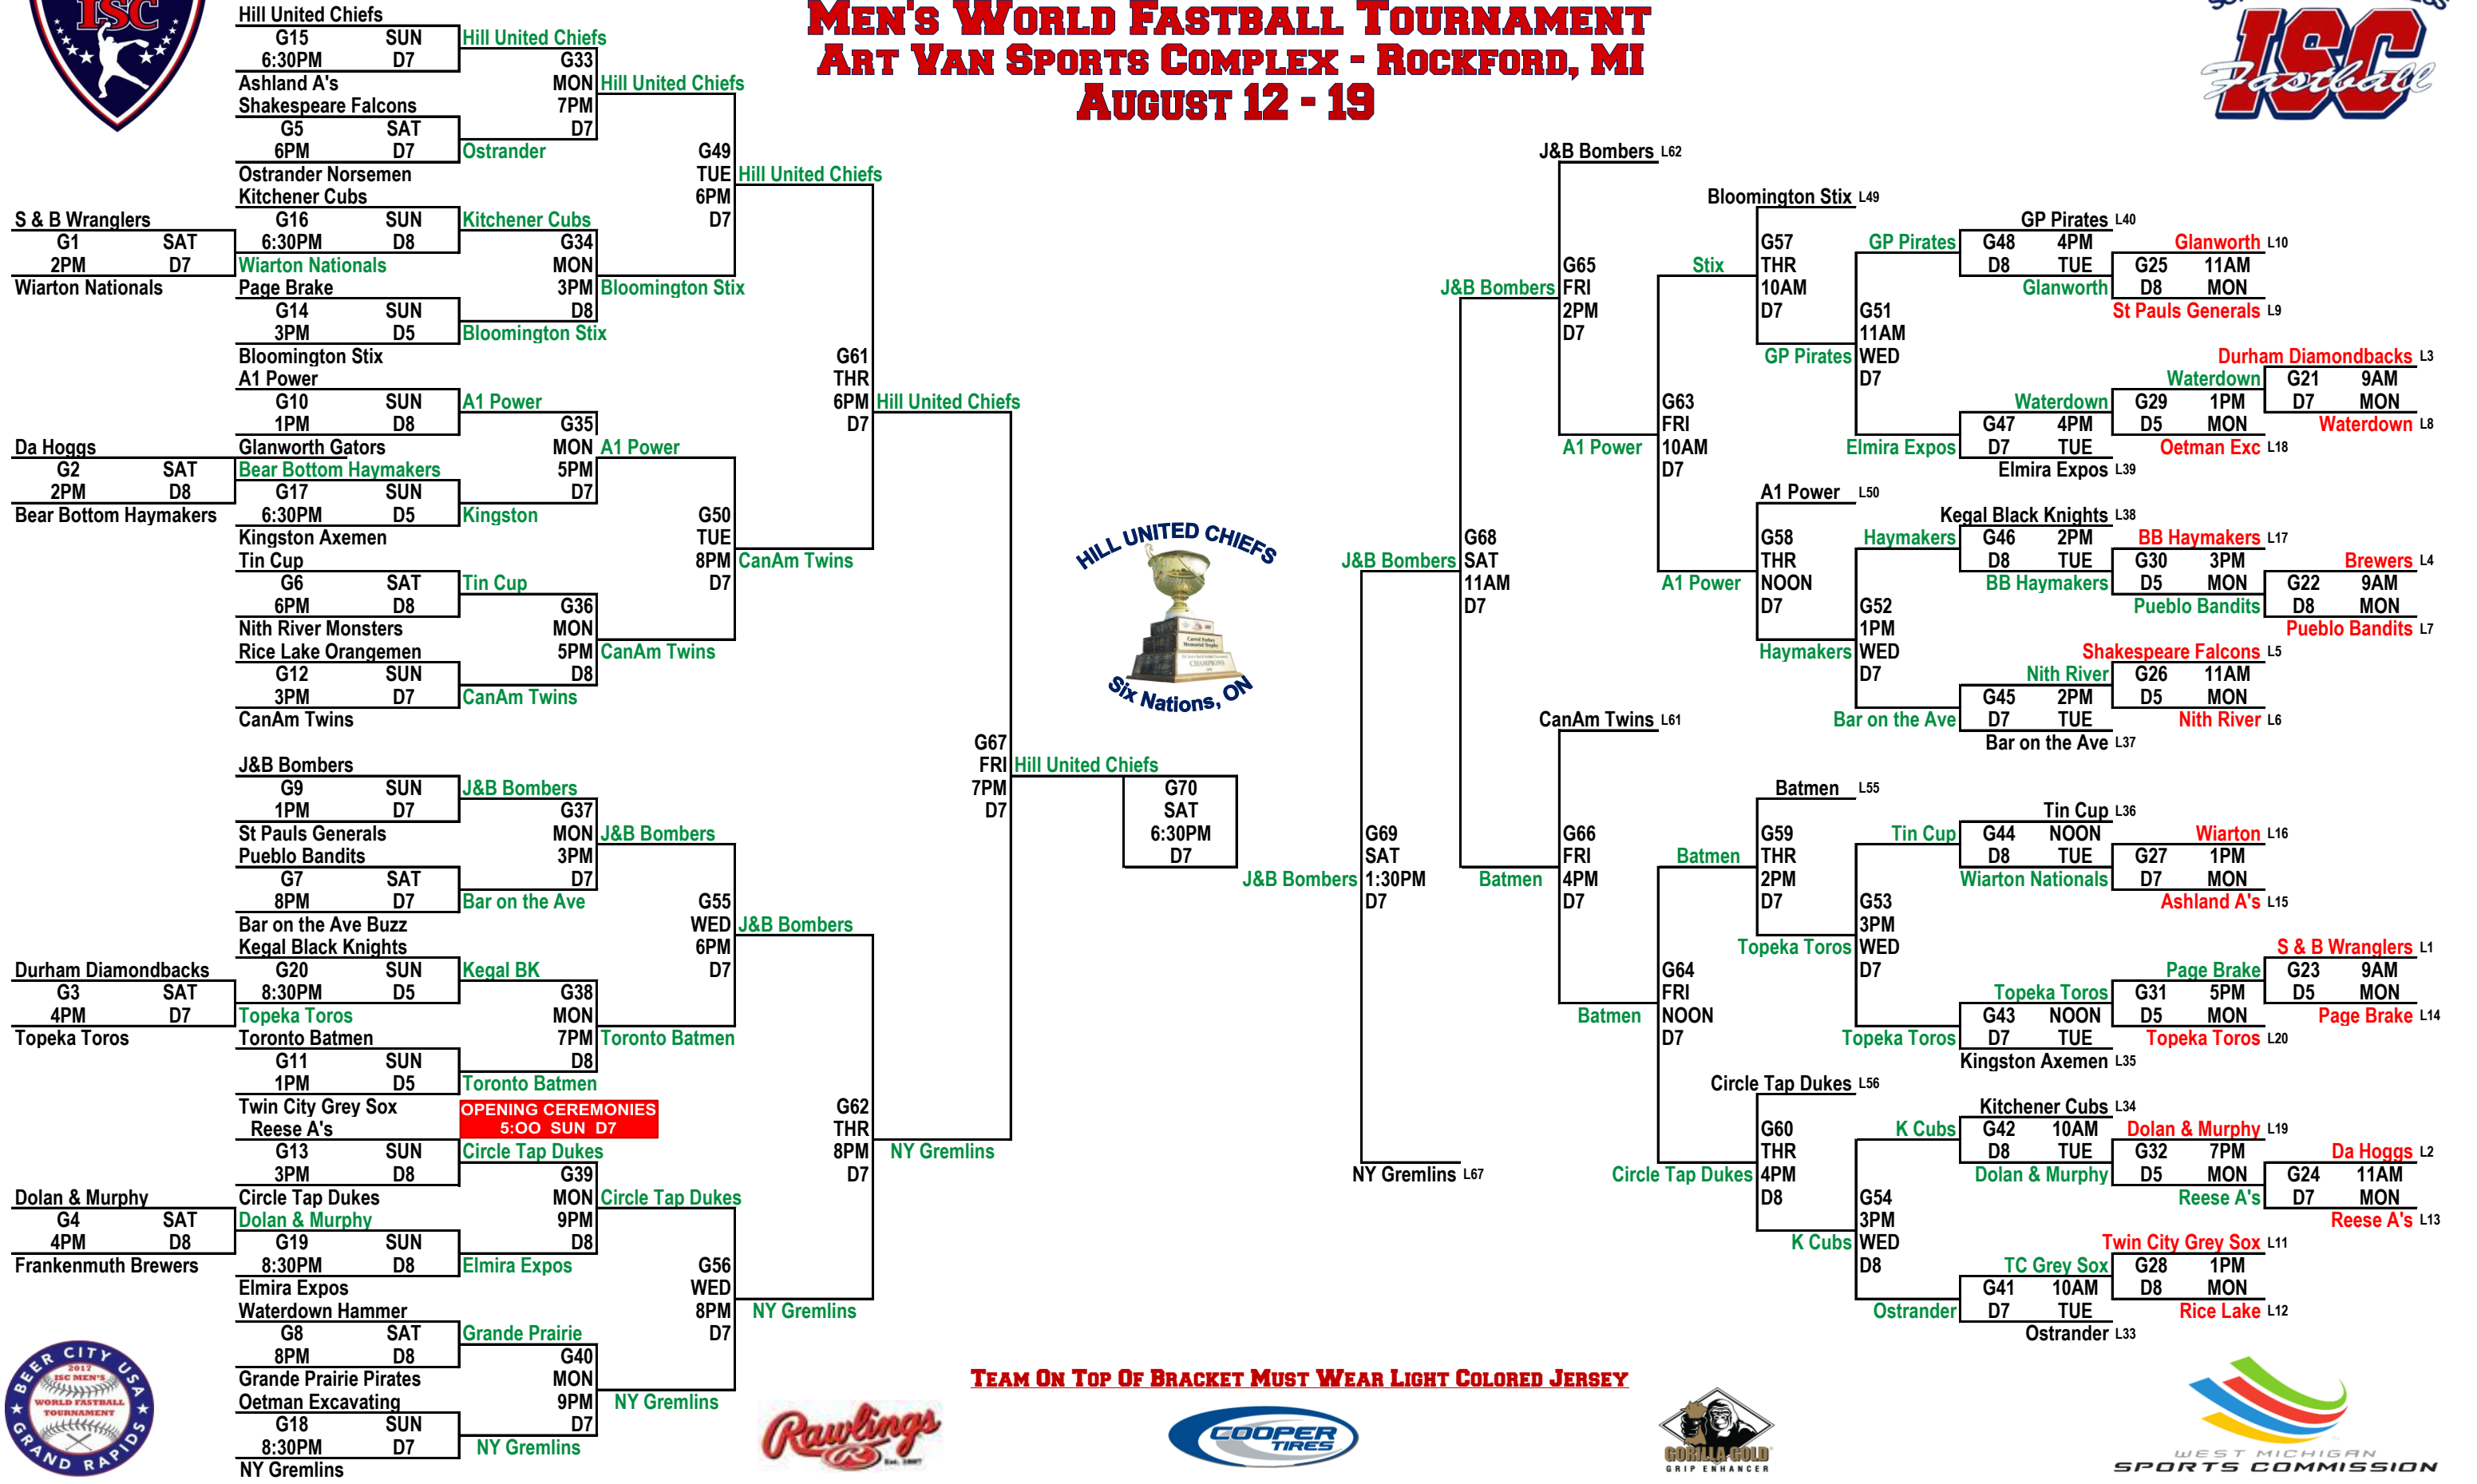 ISC
MEN'S WORLD FASTBALL TOURNAMENT
ART VAN SPORTS COMPLEX - ROCKFORD, MI
AUGUST 12 - 19
ISC
Fastball
S & B Wranglers
G1 SAT
2PM D7
Wiarton Nationals
Da Hoggs
G2 SAT
2PM D8
Bear Bottom Haymakers
Durham Diamondbacks
G3 SAT
4PM D7
Topeka Toros
Dolan & Murphy
G4 SAT
4PM D8
Frankenmuth Brewers
Hill United Chiefs
G15 SUN
6:30PM D7
Ashland A's
Shakespeare Falcons
G5 SAT
6PM D7
Ostrander Norsemen
Kitchener Cubs
G16 SUN
6:30PM D8
Wiarton Nationals
Page Brake
G14 SUN
3PM D5
Bloomington Stix
A1 Power
G10 SUN
1PM D8
Glanworth Gators
Bear Bottom Haymakers
G17 SUN
6:30PM D5
Kingston Axemen
Tin Cup
G6 SAT
6PM D8
Nith River Monsters
Rice Lake Orangemen
G12 SUN
3PM D7
CanAm Twins
J&B Bombers
G9 SUN
1PM D7
St Pauls Generals
Pueblo Bandits
G7 SAT
8PM D7
Bar on the Ave Buzz
Kegal Black Knights
G20 SUN
8:30PM D5
Topeka Toros
Toronto Batmen
G11 SUN
1PM D5
Twin City Grey Sox
Reese A's
G13 SUN
3PM D8
Circle Tap Dukes
Dolan & Murphy
G19 SUN
8:30PM D8
Elmira Expos
Waterdown Hammer
G8 SAT
8PM D8
Grande Prairie Pirates
Oetman Excavating
G18 SUN
8:30PM D7
NY Gremlins
Hill United Chiefs
G33
MON
7PM
D7
Ostrander
Kitchener Cubs
G34
MON
3PM
D8
Bloomington Stix
A1 Power
G35
MON
5PM
D7
Kingston
Tin Cup
G36
MON
5PM
D8
CanAm Twins
J&B Bombers
G37
MON
3PM
D7
Bar on the Ave
Kegal BK
G38
MON
7PM
D8
Toronto Batmen
OPENING CEREMONIES
5:OO SUN D7
Circle Tap Dukes
G39
MON
9PM
D8
Elmira Expos
Grande Prairie
G40
MON
9PM
D7
NY Gremlins
Hill United Chiefs
G49
TUE
6PM
D7
Bloomington Stix
A1 Power
G50
TUE
8PM
D7
CanAm Twins
J&B Bombers
G55
WED
6PM
D7
Toronto Batmen
Circle Tap Dukes
G56
WED
8PM
D7
NY Gremlins
Hill United Chiefs
G61
THR
6PM
D7
CanAm Twins
J&B Bombers
G62
THR
8PM
D7
NY Gremlins
Hill United Chiefs
G67
FRI
7PM
D7
NY Gremlins
Hill United Chiefs
G70
SAT
6:30PM
D7
J&B Bombers
HILL UNITED CHIEFS
CHAMPIONS
Six Nations, ON
J&B Bombers
G69
SAT
1:30PM
D7
NY Gremlins L67
J&B Bombers
G68
SAT
11AM
D7
Batmen
J&B Bombers L62
G65
FRI
2PM
D7
A1 Power
CanAm Twins L61
G66
FRI
4PM
D7
Batmen
Stix
G63
FRI
10AM
D7
A1 Power
Batmen
G64
FRI
NOON
D7
Circle Tap Dukes
Bloomington Stix L49
G57
THR
10AM
D7
GP Pirates
A1 Power L50
G58
THR
NOON
D7
Haymakers
Batmen L55
G59
THR
2PM
D7
Topeka Toros
Circle Tap Dukes L56
G60
THR
4PM
D8
K Cubs
GP Pirates
G51
11AM
WED
D7
Elmira Expos
Haymakers
G52
1PM
WED
D7
Bar on the Ave
Tin Cup
G53
3PM
WED
D7
Topeka Toros
K Cubs
G54
3PM
WED
D8
Ostrander
GP Pirates L40
G48 4PM
D8 TUE
Glanworth
Waterdown
G47 4PM
D7 TUE
Elmira Expos L39
Kegal Black Knights L38
G46 2PM
D8 TUE
BB Haymakers
Nith River
G45 2PM
D7 TUE
Bar on the Ave L37
Tin Cup L36
G44 NOON
D8 TUE
Wiarton Nationals
Topeka Toros
G43 NOON
D7 TUE
Kingston Axemen L35
Kitchener Cubs L34
G42 10AM
D8 TUE
Dolan & Murphy
TC Grey Sox
G41 10AM
D7 TUE
Ostrander L33
Glanworth L10
G25 11AM
D8 MON
St Pauls Generals L9
Waterdown
G29 1PM
D5 MON
Oetman Exc L18
BB Haymakers L17
G30 3PM
D5 MON
Pueblo Bandits
Shakespeare Falcons L5
G26 11AM
D5 MON
Nith River L6
Wiarton L16
G27 1PM
D7 MON
Ashland A's L15
Page Brake
G31 5PM
D5 MON
Topeka Toros L20
Dolan & Murphy L19
G32 7PM
D5 MON
Reese A's
Twin City Grey Sox L11
G28 1PM
D8 MON
Rice Lake L12
Durham Diamondbacks L3
G21 9AM
D7 MON
Waterdown L8
Brewers L4
G22 9AM
D8 MON
Pueblo Bandits L7
S & B Wranglers L1
G23 9AM
D5 MON
Page Brake L14
Da Hoggs L2
G24 11AM
D7 MON
Reese A's L13
TEAM ON TOP OF BRACKET MUST WEAR LIGHT COLORED JERSEY
BEER CITY USA
2017
ISC MEN'S
WORLD FASTBALL
TOURNAMENT
GRAND RAPIDS
Rawlings
R
Est. 1887
COOPER
TIRES
GORILLA GOLD
GRIP ENHANCER
WEST MICHIGAN
SPORTS COMMISSION